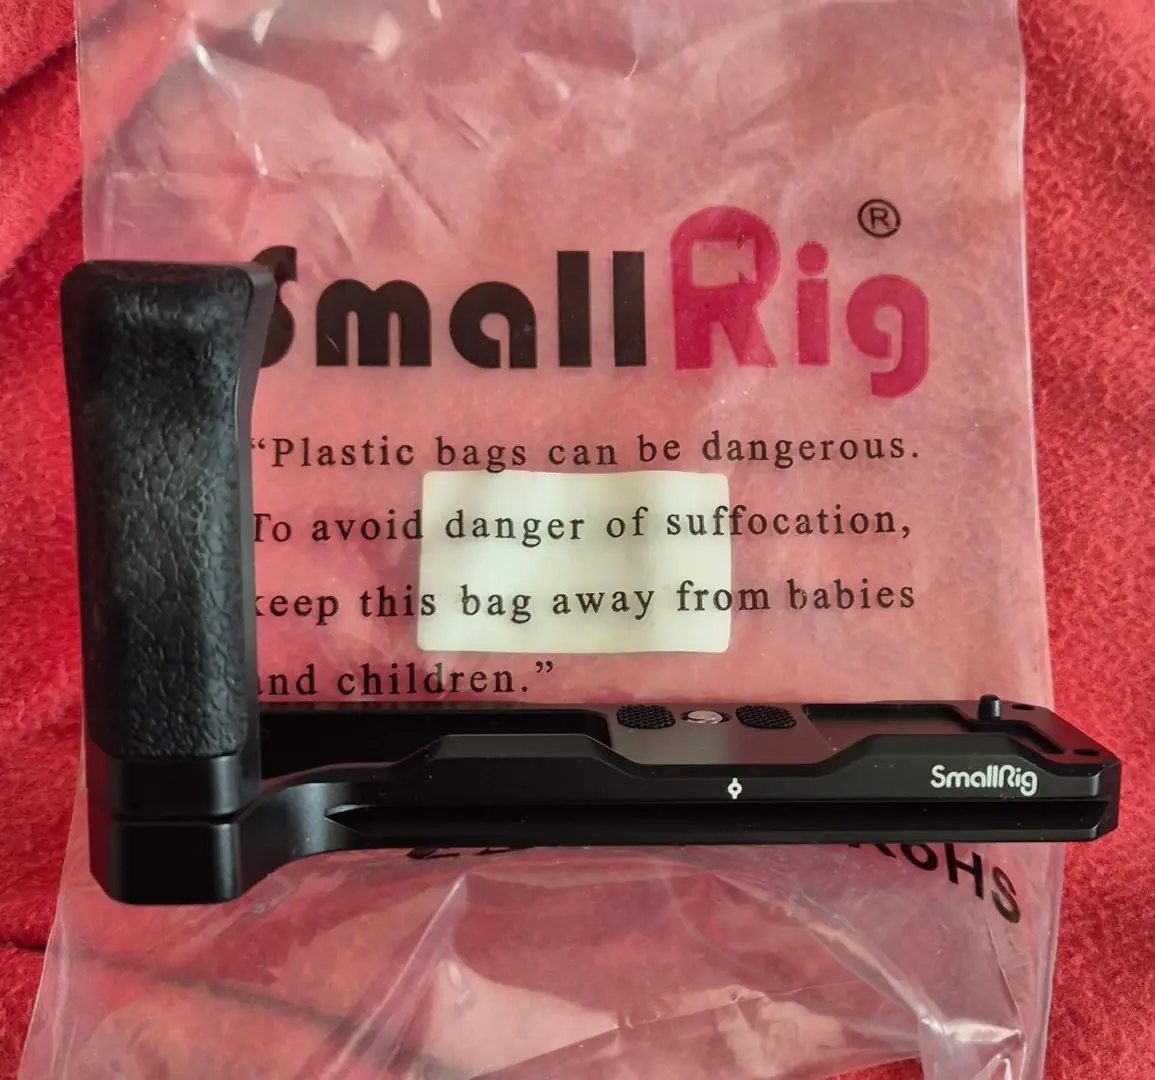 SmallRig®
“Plastic bags can be dangerous.
To avoid danger of suffocation,
keep this bag away from babies
and children.”
SmallRig
RoHS